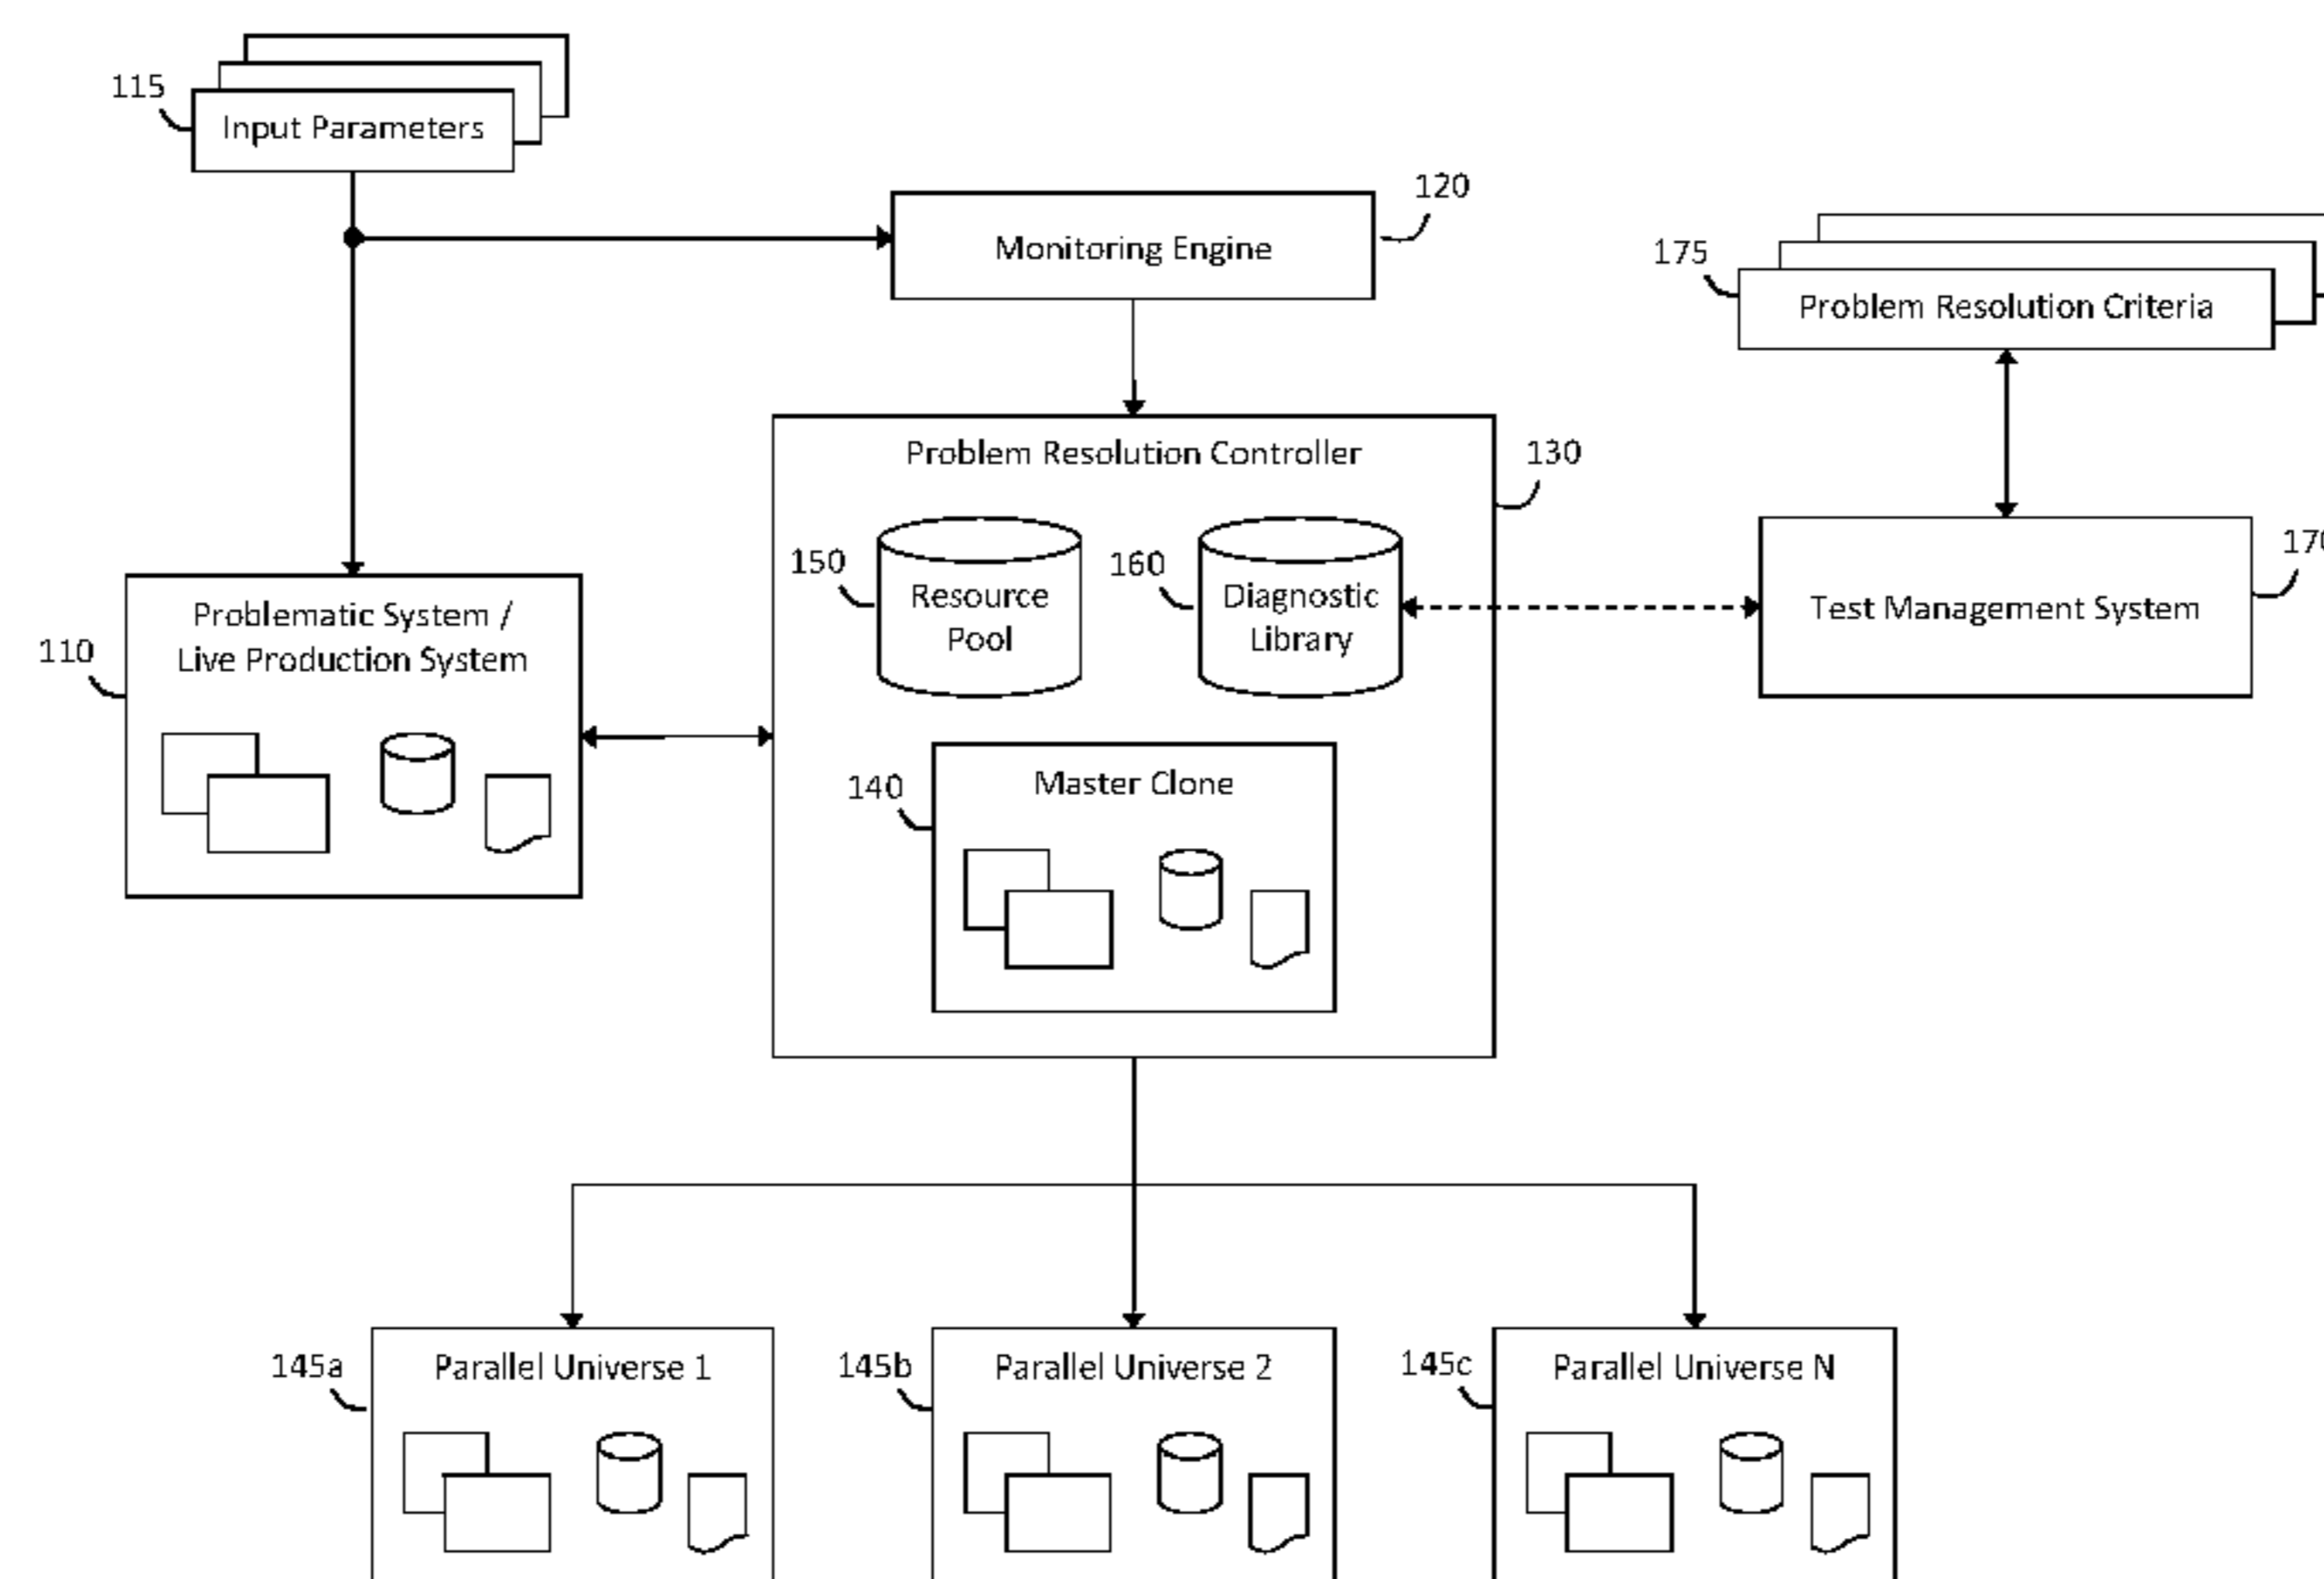 115
Input Parameters
120
Monitoring Engine
175
Problem Resolution Criteria
Problem Resolution Controller
130
150
Resource
Pool
160
Diagnostic
Library
170
Test Management System
110
Problematic System /
Live Production System
140
Master Clone
145a
Parallel Universe 1
145b
Parallel Universe 2
145c
Parallel Universe N